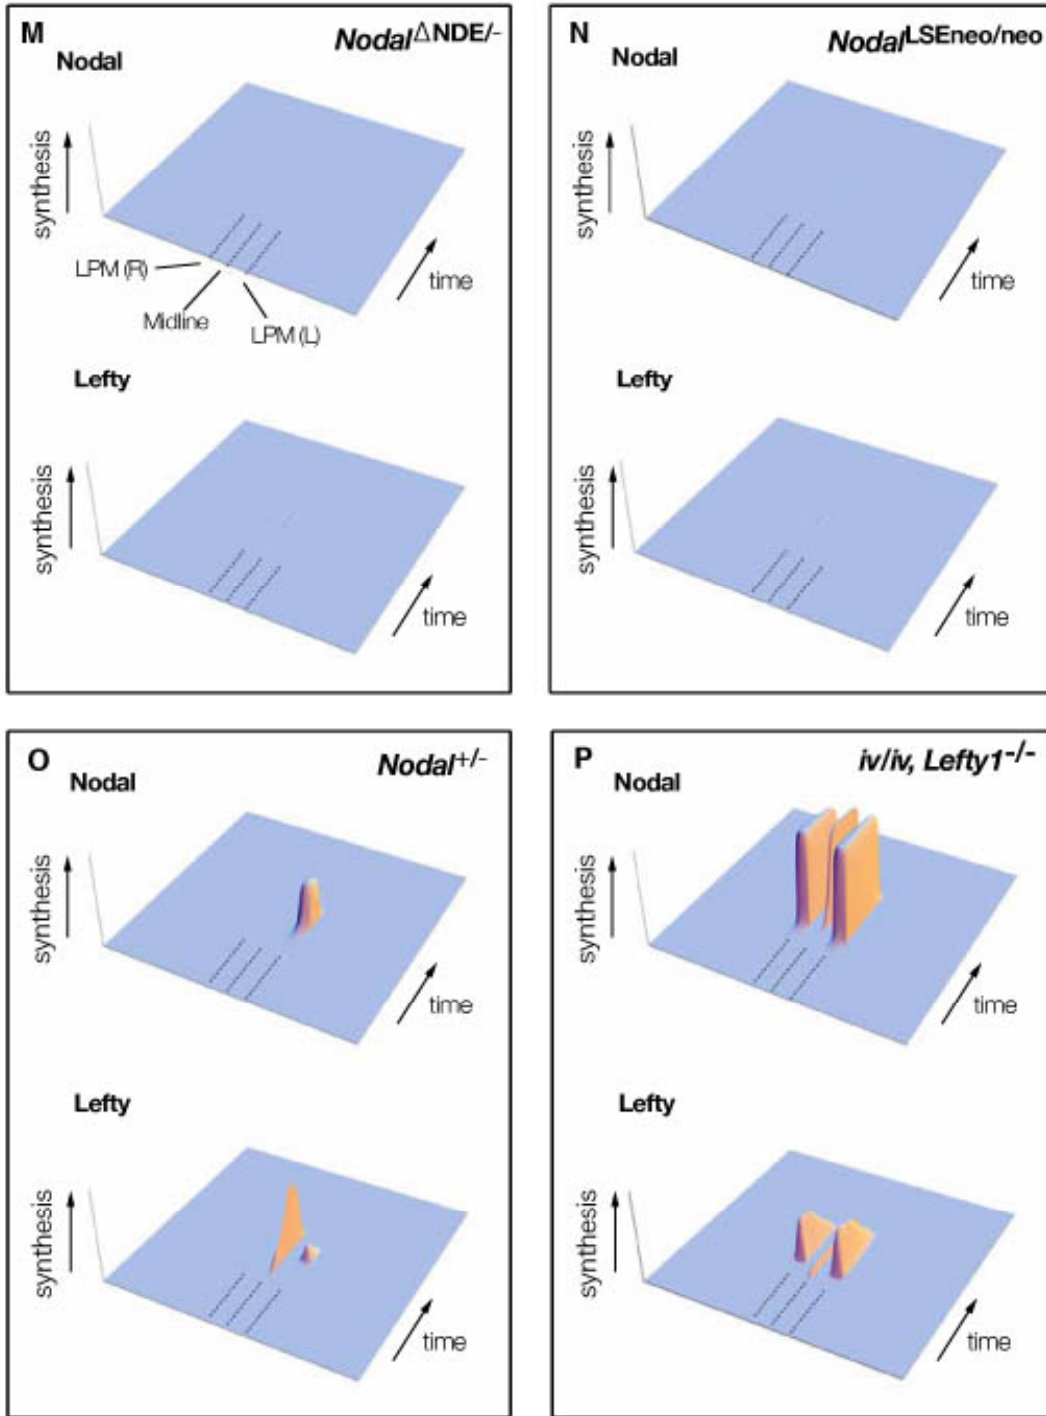 M
Nodal^ΔNDE/-
Nodal
synthesis
LPM (R)
Midline
LPM (L)
time
Lefty
synthesis
time
N
Nodal^LSEneo/neo
Nodal
synthesis
time
Lefty
synthesis
time
O
Nodal^+/-
Nodal
synthesis
time
Lefty
synthesis
time
P
iv/iv, Lefty1^-/-
Nodal
synthesis
time
Lefty
synthesis
time